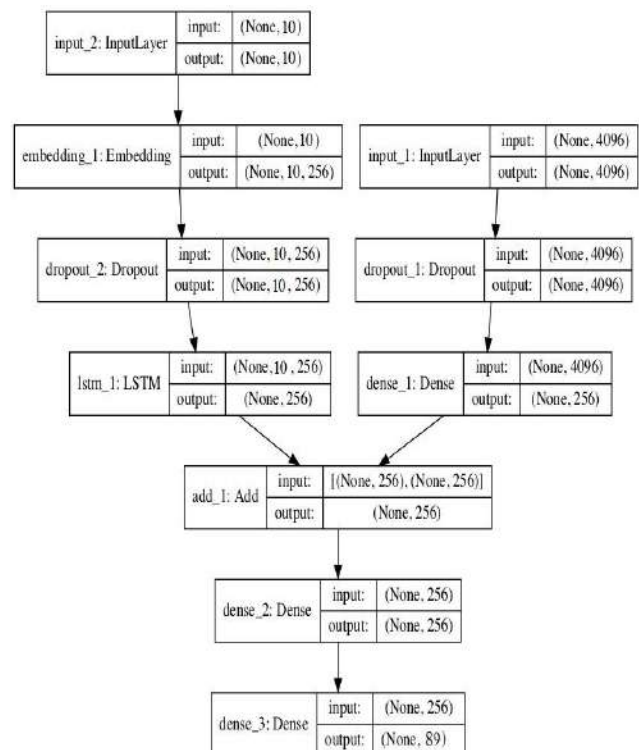 input_2: InputLayer
input: (None, 10)
output: (None, 10)
embedding_1: Embedding
input: (None,10)
output: (None, 10, 256)
input_1: InputLayer
input: (None, 4096)
output: (None, 4096)
dropout_2: Dropout
input: (None, 10, 256)
output: (None, 10, 256)
dropout_1: Dropout
input: (None, 4096)
output: (None, 4096)
lstm_1: LSTM
input: (None,10, 256)
output: (None, 256)
dense_1: Dense
input: (None, 4096)
output: (None, 256)
add_1: Add
input: [(None, 256), (None, 256)]
output: (None, 256)
dense_2: Dense
input: (None, 256)
output: (None, 256)
dense_3: Dense
input: (None, 256)
output: (None, 89)